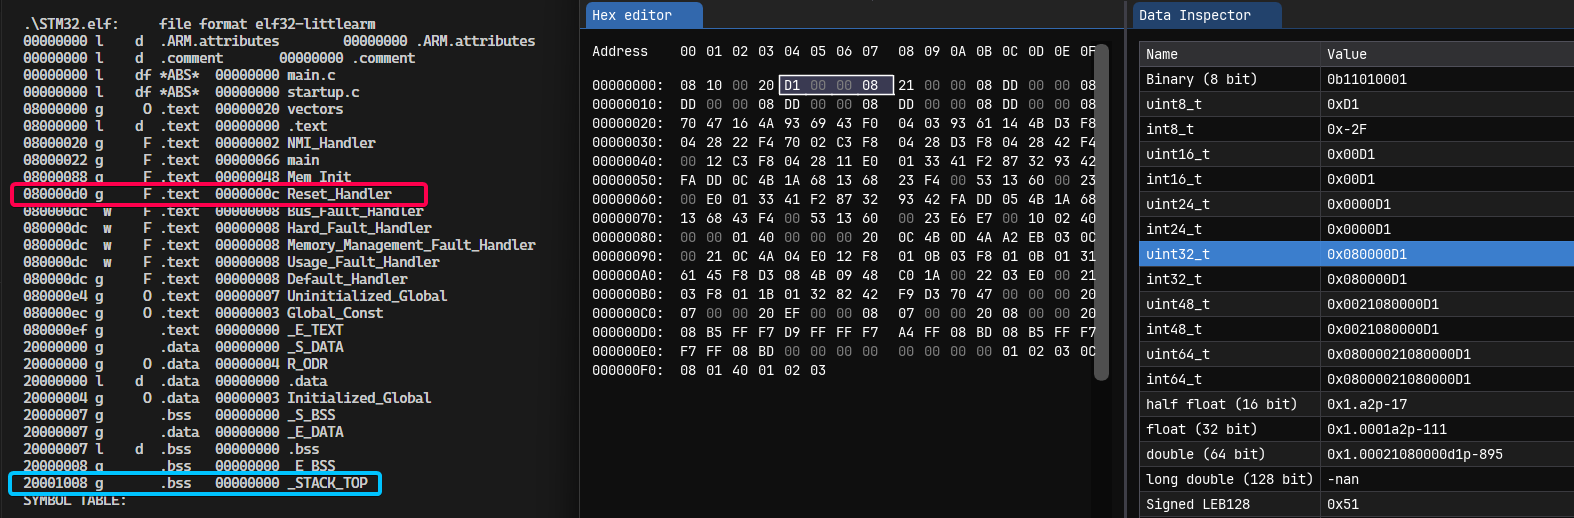 .\STM32.elf:     file format elf32-littlearm
00000000 l    d  .ARM.attributes        00000000 .ARM.attributes
00000000 l    d  .comment       00000000 .comment
00000000 l    df *ABS*  00000000 main.c
00000000 l    df *ABS*  00000000 startup.c
08000000 g     O .text  00000020 vectors
08000000 l    d  .text  00000000 .text
08000020 g     F .text  00000002 NMI_Handler
08000022 g     F .text  00000066 main
08000088 g     F .text  00000048 Mem_Init
080000d0 g     F .text  0000000c Reset_Handler
080000dc  w    F .text  00000008 Bus_Fault_Handler
080000dc  w    F .text  00000008 Hard_Fault_Handler
080000dc  w    F .text  00000008 Memory_Management_Fault_Handler
080000dc  w    F .text  00000008 Usage_Fault_Handler
080000dc g     F .text  00000008 Default_Handler
080000e4 g     O .text  00000007 Uninitialized_Global
080000ec g     O .text  00000003 Global_Const
080000ef g       .text  00000000 _E_TEXT
20000000 g       .data  00000000 _S_DATA
20000000 g     O .data  00000004 R_ODR
20000000 l    d  .data  00000000 .data
20000004 g     O .data  00000003 Initialized_Global
20000007 g       .bss   00000000 _S_BSS
20000007 g       .data  00000000 _E_DATA
20000007 l    d  .bss   00000000 .bss
20000008 g       .bss   00000000 _E_BSS
20001008 g       .bss   00000000 _STACK_TOP
SYMBOL TABLE:
Hex editor
Address 00 01 02 03 04 05 06 07 08 09 0A 0B 0C 0D 0E 0F
00000000: 08 10 00 20 D1 00 00 08 21 00 00 08 DD 00 00 08
00000010: DD 00 00 08 DD 00 00 08 DD 00 00 08 DD 00 00 08
00000020: 70 47 16 4A 93 69 43 F0 04 03 93 61 14 4B D3 F8
00000030: 04 28 22 F4 70 02 C3 F8 04 28 D3 F8 04 28 42 F4
00000040: 00 12 C3 F8 04 28 11 E0 01 33 41 F2 87 32 93 42
00000050: FA DD 0C 4B 1A 68 13 68 23 F4 00 53 13 60 00 23
00000060: 00 E0 01 33 41 F2 87 32 93 42 FA DD 05 4B 1A 68
00000070: 13 68 43 F4 00 53 13 60 00 23 E6 E7 00 10 02 40
00000080: 00 00 01 40 00 00 00 20 0C 4B 0D 4A A2 EB 03 0C
00000090: 00 21 0C 4A 04 E0 12 F8 01 0B 03 F8 01 0B 01 31
000000A0: 61 45 F8 D3 08 4B 09 48 C0 1A 00 22 03 E0 00 21
000000B0: 03 F8 01 1B 01 32 82 42 F9 D3 70 47 00 00 00 20
000000C0: 07 00 00 20 EF 00 00 08 07 00 00 20 08 00 00 20
000000D0: 08 B5 FF F7 D9 FF FF F7 A4 FF 08 BD 08 B5 FF F7
000000E0: F7 FF 08 BD 00 00 00 00 00 00 00 00 01 02 03 0C
000000F0: 08 01 40 01 02 03
Data Inspector
Name Value
Binary (8 bit) 0b11010001
uint8_t 0xD1
int8_t 0x-2F
uint16_t 0x00D1
int16_t 0x00D1
uint24_t 0x0000D1
int24_t 0x0000D1
uint32_t 0x080000D1
int32_t 0x080000D1
uint48_t 0x0021080000D1
int48_t 0x0021080000D1
uint64_t 0x08000021080000D1
int64_t 0x08000021080000D1
half float (16 bit) 0x1.a2p-17
float (32 bit) 0x1.0001a2p-111
double (64 bit) 0x1.00021080000d1p-895
long double (128 bit) -nan
Signed LEB128 0x51